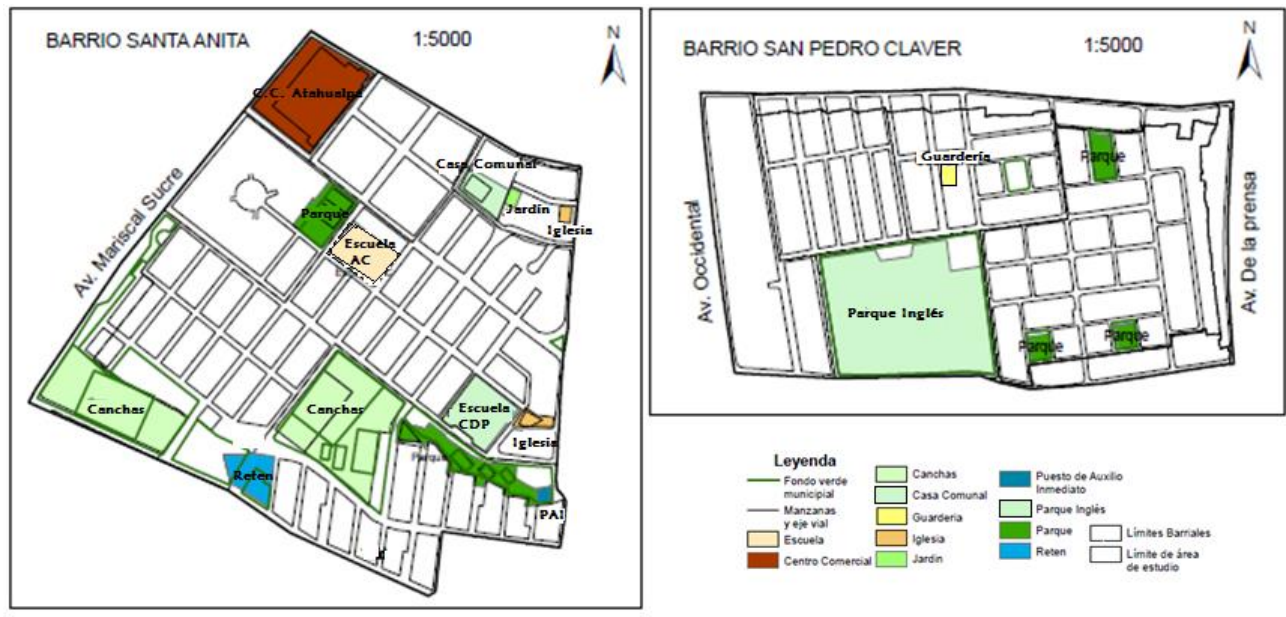 BARRIO SANTA ANITA
1:5000
N
C.C. Atahualpa
Casa Comunal
Av. Mariscal Sucre
Parque
Jardín
Iglesia
Escuela
AC
Canchas
Canchas
Escuela
CDP
Iglesia
Parque
Reten
PAI
BARRIO SAN PEDRO CLAVER
1:5000
N
Guardería
Parque
Av. Occidental
Av. De la prensa
Parque Inglés
Parque
Parque
Leyenda
Fondo verde
municipal
Manzanas
y eje vial
Escuela
Centro Comercial
Canchas
Casa Comunal
Guarderia
Iglesia
Jardin
Puesto de Auxilio
Inmediato
Parque Inglés
Parque
Reten
Límites Barriales
Límite de área
de estudio